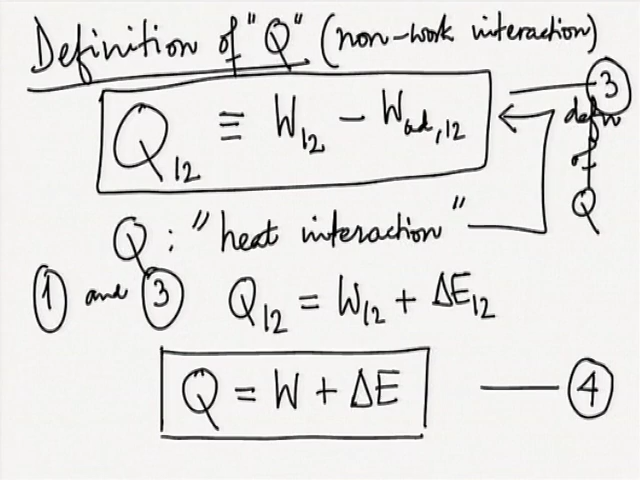 Definition of "Q" (non-work interaction)
Q₁₂ ≡ W₁₂ − W_ad,12 ③
defn of Q
Q : "heat interaction"
① and ③ Q₁₂ = W₁₂ + ΔE₁₂
Q = W + ΔE — ④